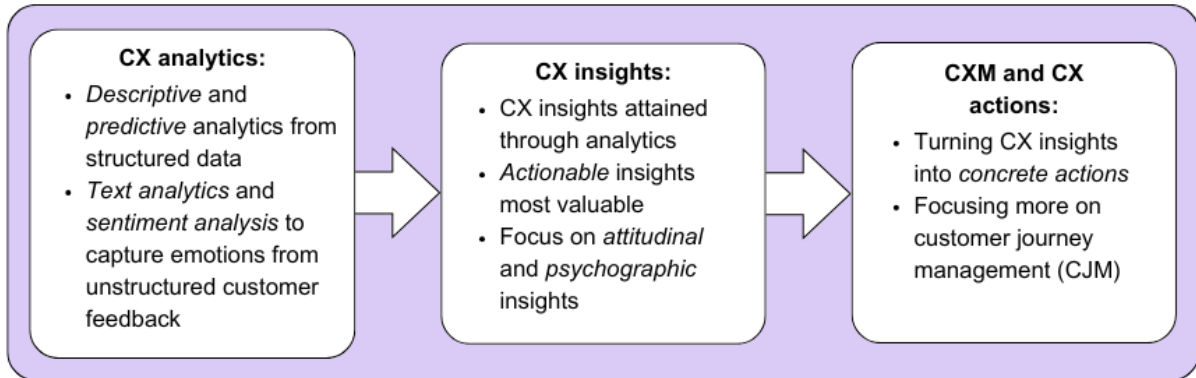 CX analytics:
• Descriptive and
predictive analytics from
structured data
• Text analytics and
sentiment analysis to
capture emotions from
unstructured customer
feedback
CX insights:
• CX insights attained
through analytics
• Actionable insights
most valuable
• Focus on attitudinal
and psychographic
insights
CXM and CX
actions:
• Turning CX insights
into concrete actions
• Focusing more on
customer journey
management (CJM)